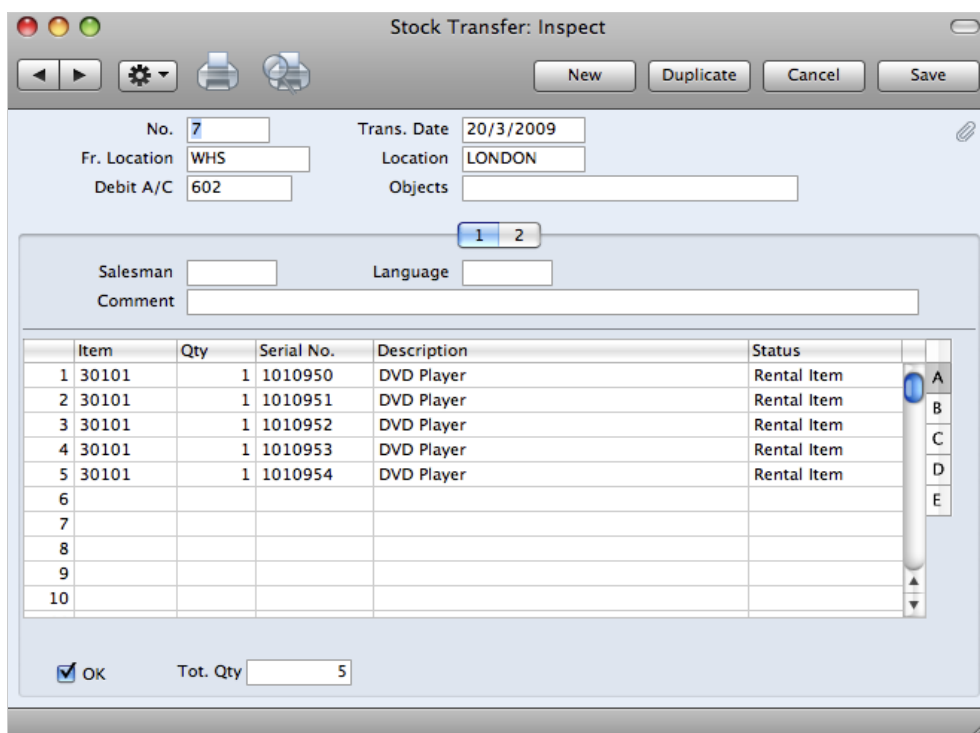 Stock Transfer: Inspect
New Duplicate Cancel Save
No. 7 Trans. Date 20/3/2009
Fr. Location WHS Location LONDON
Debit A/C 602 Objects
1 2
Salesman Language
Comment
Item Qty Serial No. Description Status
1 30101 1 1010950 DVD Player Rental Item A
2 30101 1 1010951 DVD Player Rental Item B
3 30101 1 1010952 DVD Player Rental Item C
4 30101 1 1010953 DVD Player Rental Item D
5 30101 1 1010954 DVD Player Rental Item E
6
7
8
9
10
OK Tot. Qty 5